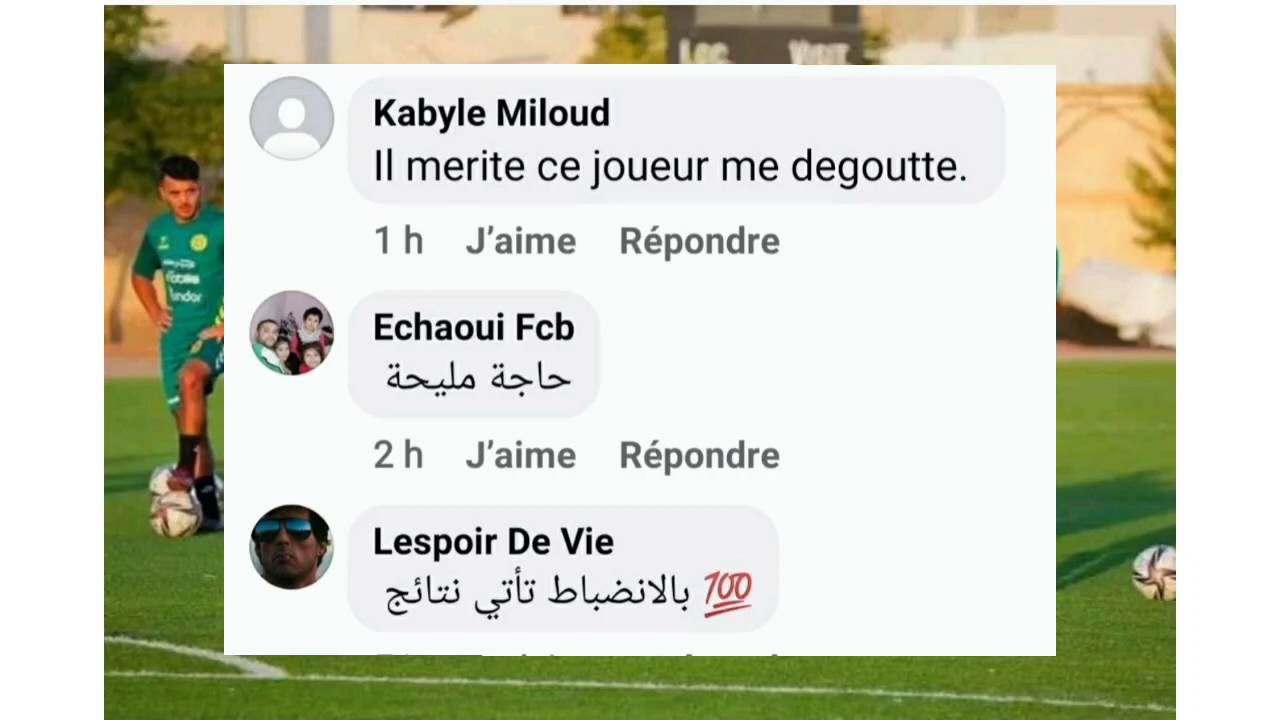 Kabyle Miloud
Il merite ce joueur me degoutte.
1 h J’aime Répondre
Echaoui Fcb
حاجة مليحة
2 h J’aime Répondre
Lespoir De Vie
بالانضباط تأتي نتائج 💯